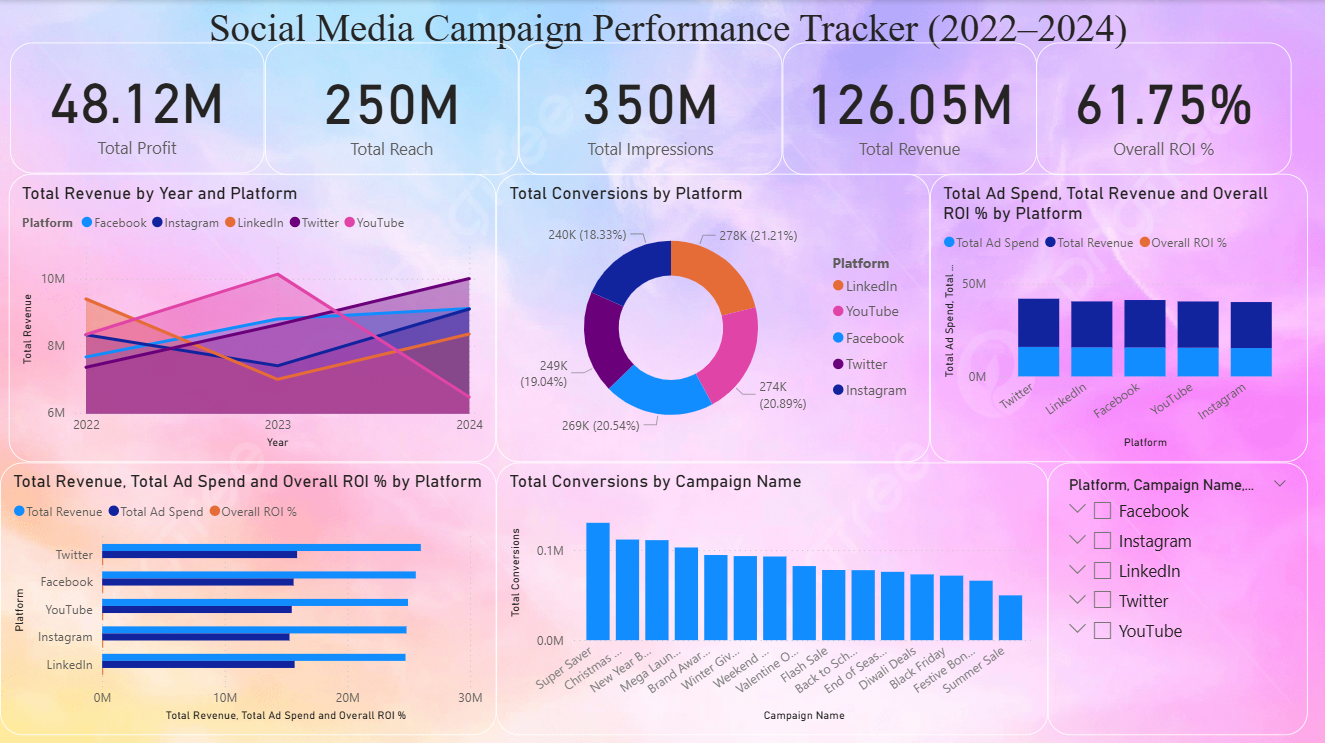 Social Media Campaign Performance Tracker (2022–2024)
48.12M
Total Profit
250M
Total Reach
350M
Total Impressions
126.05M
Total Revenue
61.75%
Overall ROI %
Total Revenue by Year and Platform
Platform Facebook Instagram LinkedIn Twitter YouTube
Total Revenue
10M
8M
6M
2022 2023 2024
Year
Total Conversions by Platform
240K (18.33%)
278K (21.21%)
249K
(19.04%)
274K
(20.89%)
269K (20.54%)
Platform
LinkedIn
YouTube
Facebook
Twitter
Instagram
Total Ad Spend, Total Revenue and Overall
ROI % by Platform
Total Ad Spend Total Revenue Overall ROI %
Total Ad Spend, Total ...
50M
0M
Twitter LinkedIn Facebook YouTube Instagram
Platform
Total Revenue, Total Ad Spend and Overall ROI % by Platform
Total Revenue Total Ad Spend Overall ROI %
Platform
Twitter
Facebook
YouTube
Instagram
LinkedIn
0M 10M 20M 30M
Total Revenue, Total Ad Spend and Overall ROI %
Total Conversions by Campaign Name
Total Conversions
0.1M
0.0M
Super Saver
Christmas ...
New Year B...
Mega Laun...
Brand Awar...
Winter Giv...
Weekend ...
Valentine O...
Flash Sale
Back to Sch...
End of Seas...
Diwali Deals
Black Friday
Festive Bon...
Summer Sale
Campaign Name
Platform, Campaign Name,...
Facebook
Instagram
LinkedIn
Twitter
YouTube